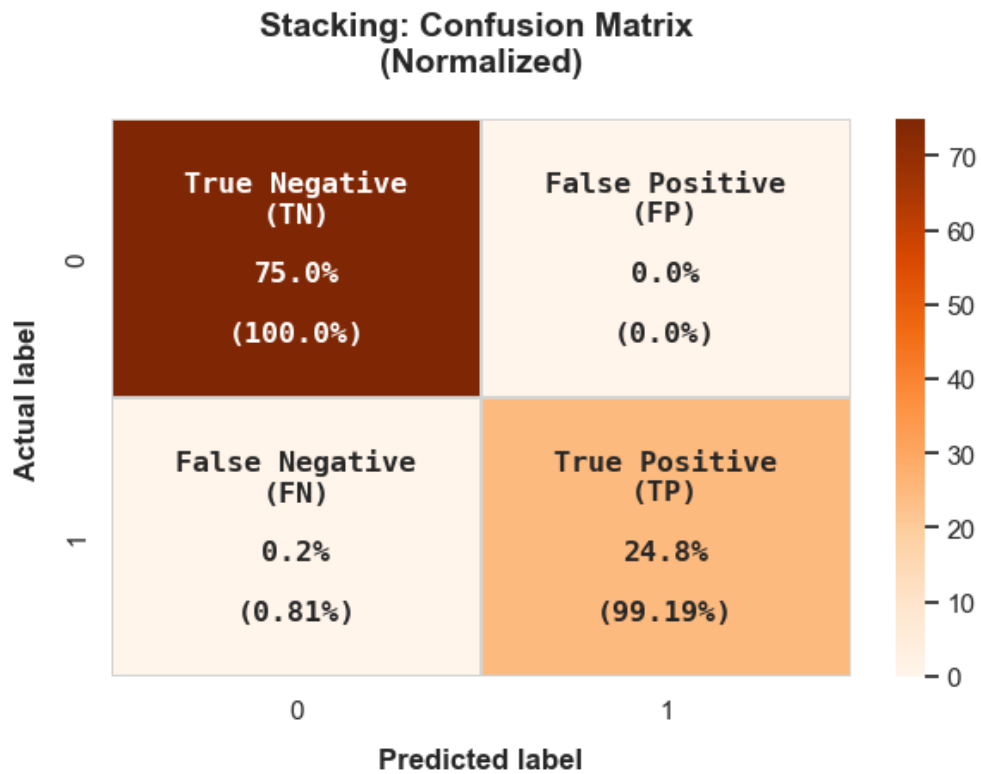 Stacking: Confusion Matrix
(Normalized)
True Negative
(TN)
75.0%
(100.0%)
False Positive
(FP)
0.0%
(0.0%)
False Negative
(FN)
0.2%
(0.81%)
True Positive
(TP)
24.8%
(99.19%)
Actual label
0
1
0
1
Predicted label
70
60
50
40
30
20
10
0